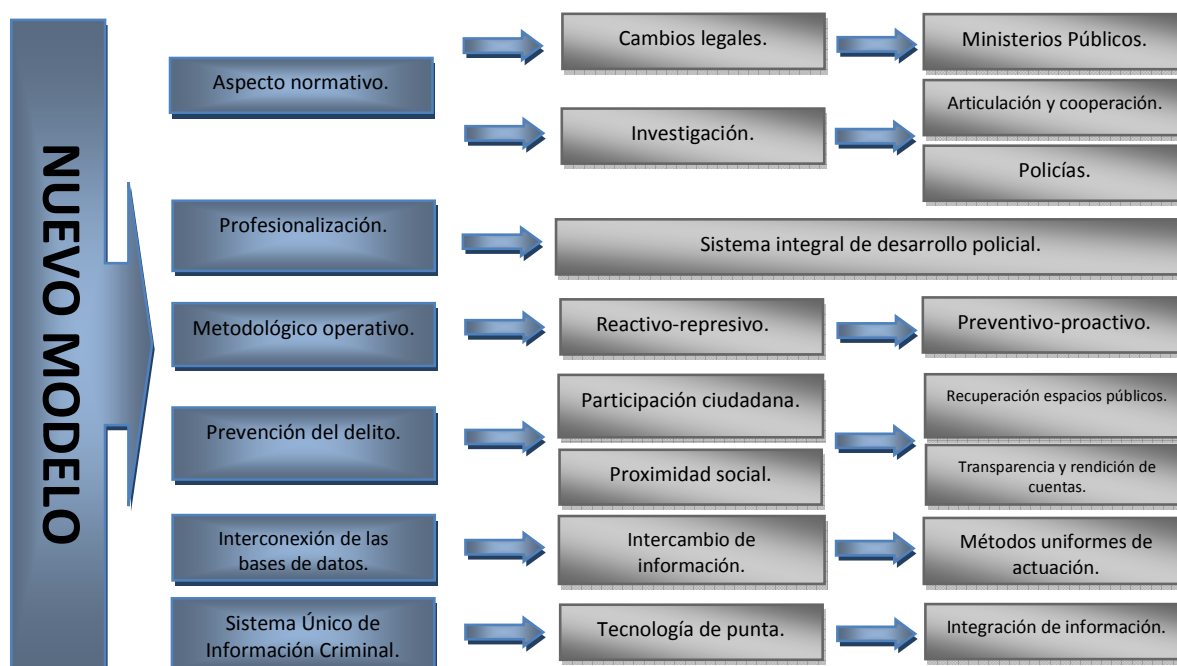 NUEVO MODELO
Aspecto normativo.
Cambios legales.
Ministerios Públicos.
Investigación.
Articulación y cooperación.
Policías.
Profesionalización.
Sistema integral de desarrollo policial.
Metodológico operativo.
Reactivo-represivo.
Preventivo-proactivo.
Prevención del delito.
Participación ciudadana.
Proximidad social.
Recuperación espacios públicos.
Transparencia y rendición de
cuentas.
Interconexión de las
bases de datos.
Intercambio de
información.
Métodos uniformes de
actuación.
Sistema Único de
Información Criminal.
Tecnología de punta.
Integración de información.